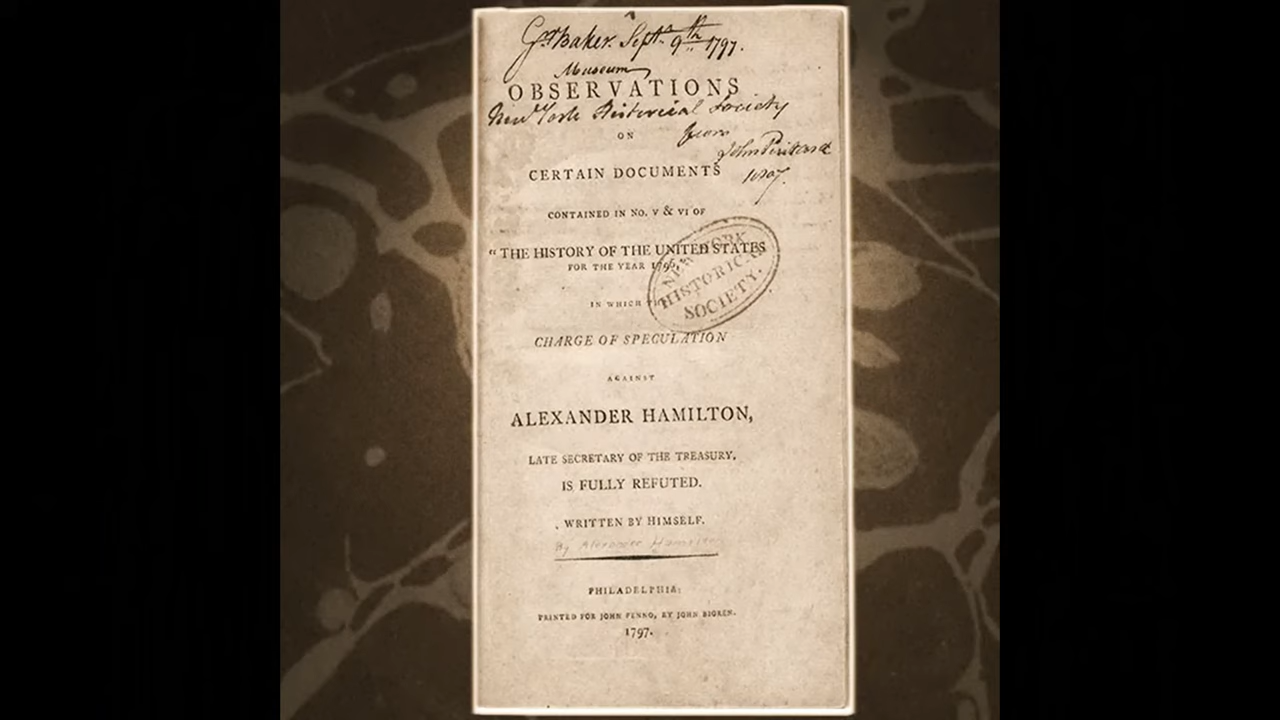 G. Baker. Sept. 9th 1797.
Museum
OBSERVATIONS
New York Historical Society
ON
from
John Pintard
CERTAIN DOCUMENTS
CONTAINED IN NO. V & VI OF
"THE HISTORY OF THE UNITED STATES
FOR THE YEAR 1796,"
NEW YORK
HISTORICAL
SOCIETY.
IN WHICH THE
CHARGE OF SPECULATION
AGAINST
ALEXANDER HAMILTON,
LATE SECRETARY OF THE TREASURY,
IS FULLY REFUTED.
WRITTEN BY HIMSELF.
By Alexander Hamilton
PHILADELPHIA:
PRINTED FOR JOHN FENNO, BY JOHN BIOREN.
1797.